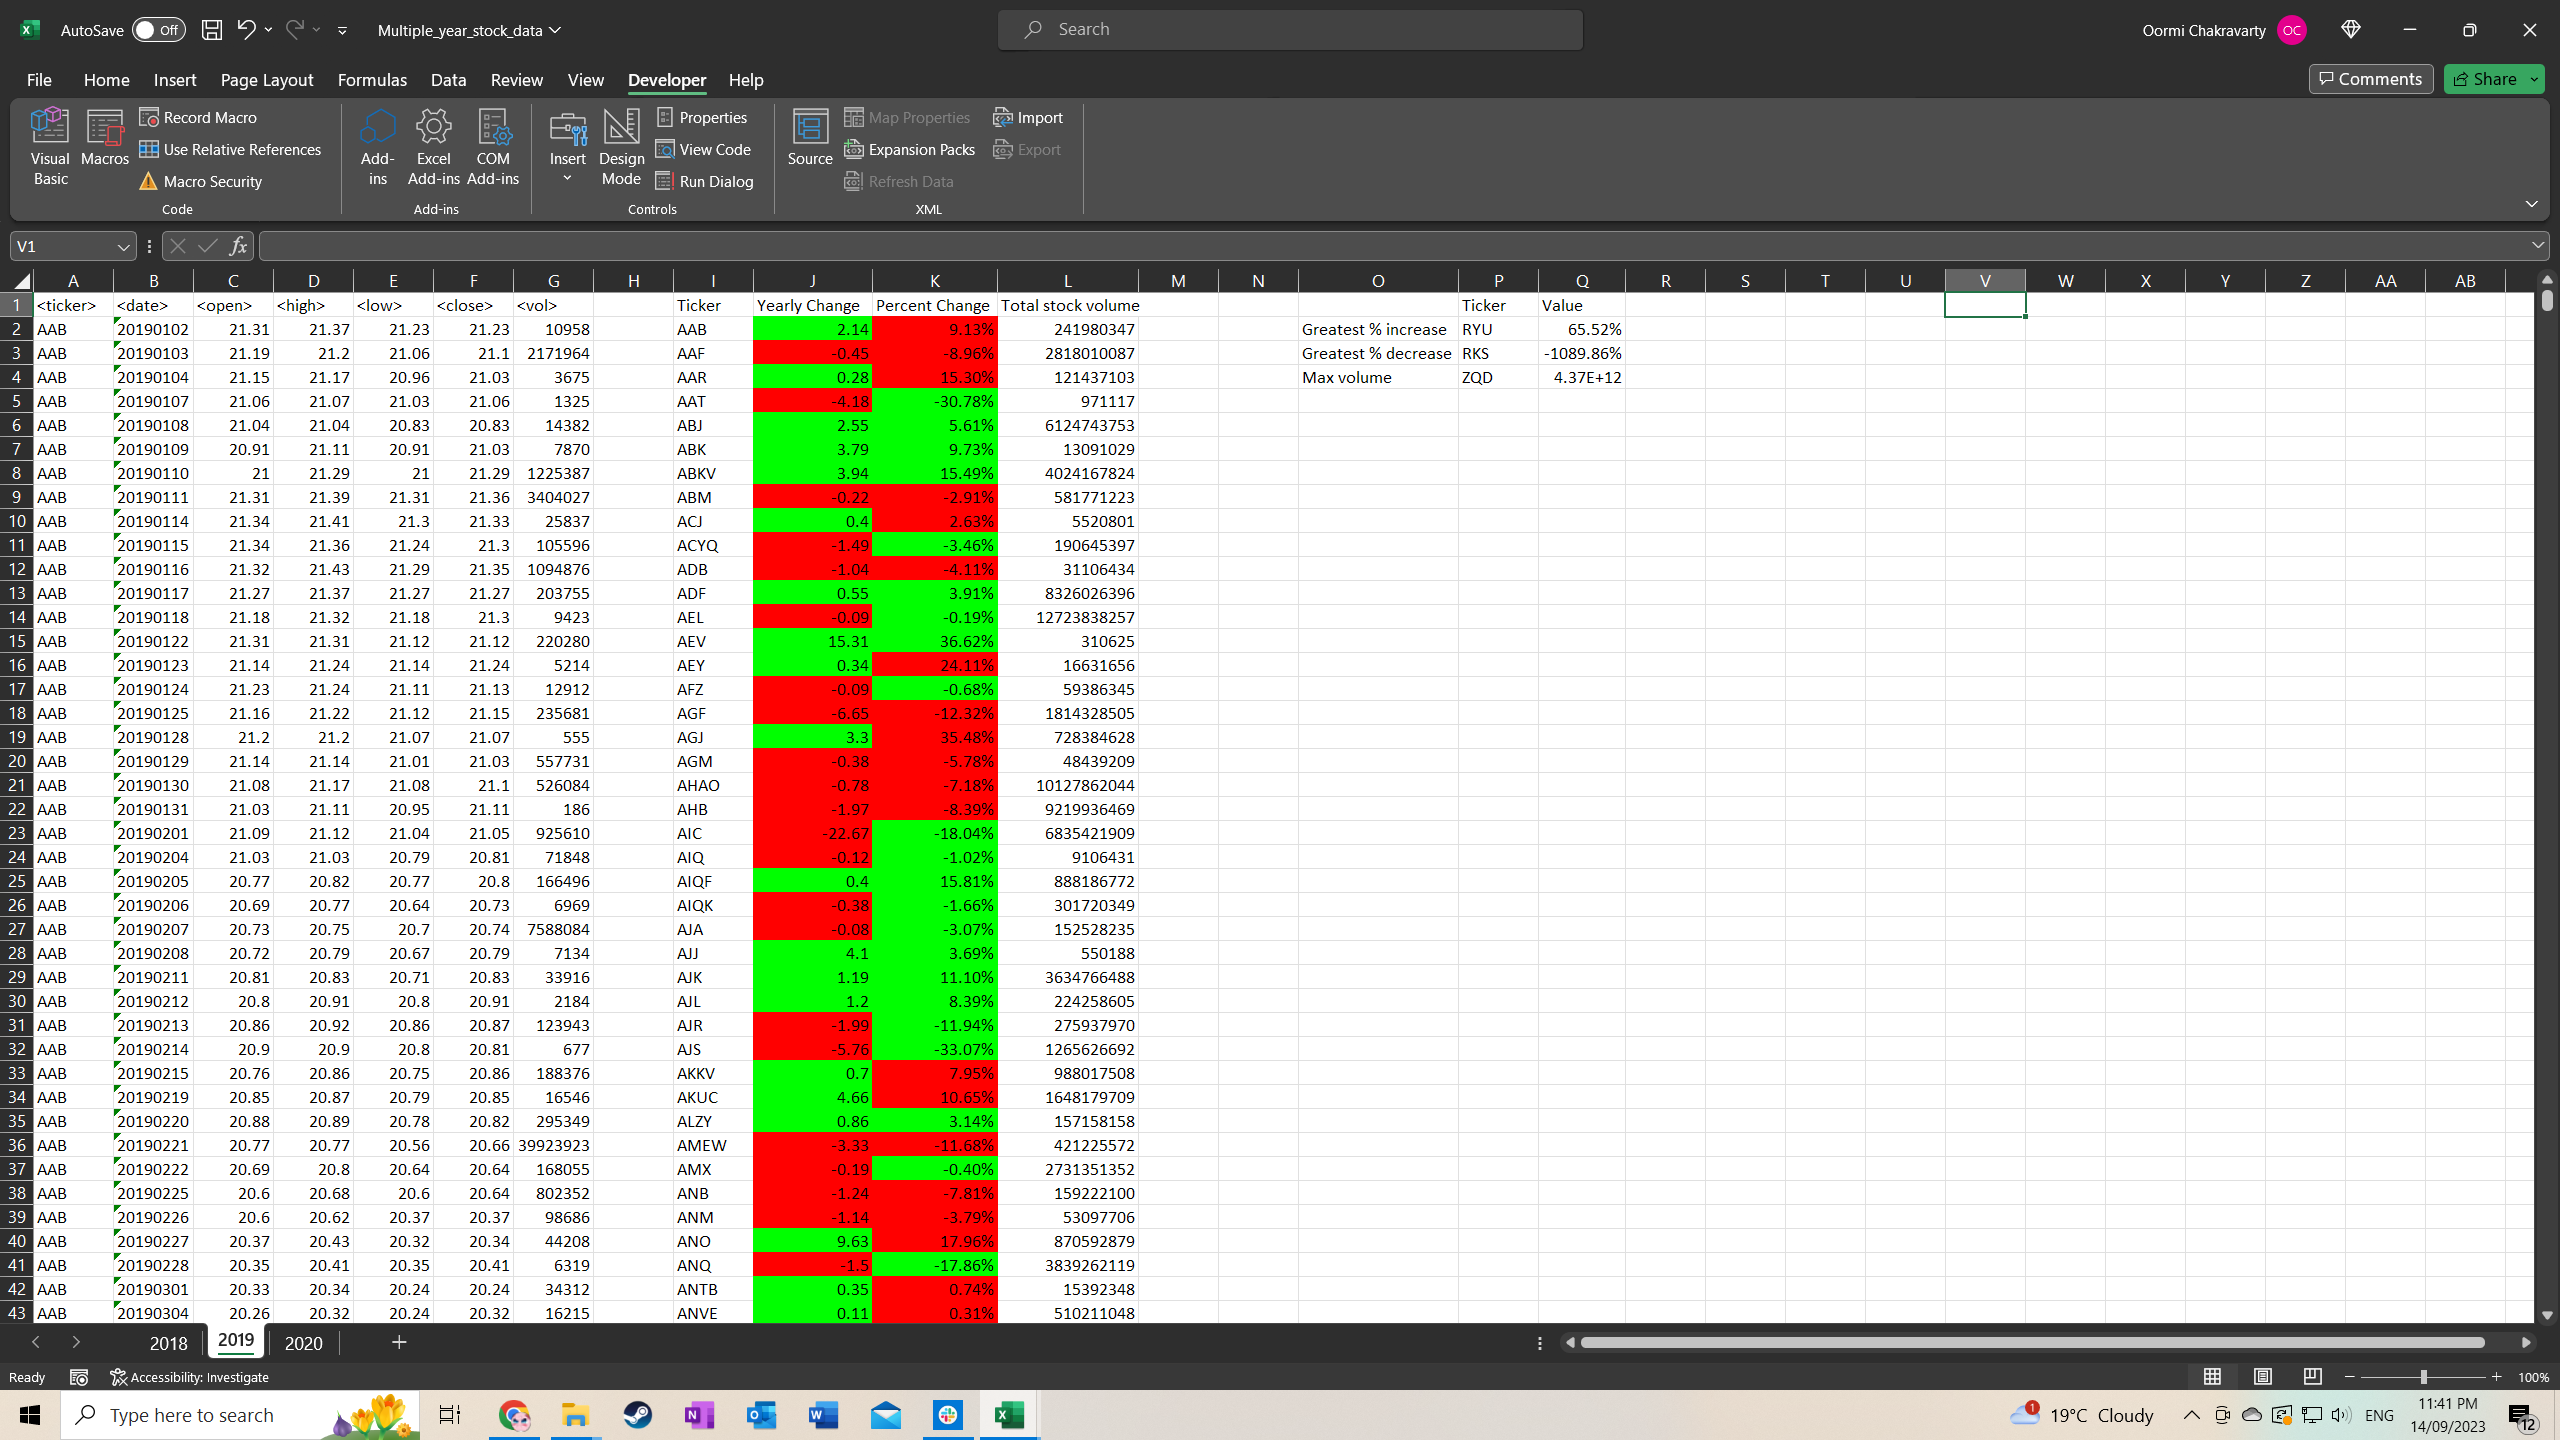 AutoSave Off Multiple_year_stock_data Search Oormi Chakravarty OC
File Home Insert Page Layout Formulas Data Review View Developer Help Comments Share
Visual Basic Macros Record Macro Use Relative References Macro Security Code
Add-ins Excel Add-ins COM Add-ins Add-ins
Insert Design Mode Properties View Code Run Dialog Controls
Source Map Properties Expansion Packs Refresh Data Import Export XML
V1 fx
A B C D E F G H I J K L M N O P Q R S T U V W X Y Z AA AB
1 <ticker> <date> <open> <high> <low> <close> <vol> Ticker Yearly Change Percent Change Total stock volume Ticker Value
2 AAB 20190102 21.31 21.37 21.23 21.23 10958 AAB 2.14 9.13% 241980347 Greatest % increase RYU 65.52%
3 AAB 20190103 21.19 21.2 21.06 21.1 2171964 AAF -0.45 -8.96% 2818010087 Greatest % decrease RKS -1089.86%
4 AAB 20190104 21.15 21.17 20.96 21.03 3675 AAR 0.28 15.30% 121437103 Max volume ZQD 4.37E+12
5 AAB 20190107 21.06 21.07 21.03 21.06 1325 AAT -4.18 -30.78% 971117
6 AAB 20190108 21.04 21.04 20.83 20.83 14382 ABJ 2.55 5.61% 6124743753
7 AAB 20190109 20.91 21.11 20.91 21.03 7870 ABK 3.79 9.73% 13091029
8 AAB 20190110 21 21.29 21 21.29 1225387 ABKV 3.94 15.49% 4024167824
9 AAB 20190111 21.31 21.39 21.31 21.36 3404027 ABM -0.22 -2.91% 581771223
10 AAB 20190114 21.34 21.41 21.3 21.33 25837 ACJ 0.4 2.63% 5520801
11 AAB 20190115 21.34 21.36 21.24 21.3 105596 ACYQ -1.49 -3.46% 190645397
12 AAB 20190116 21.32 21.43 21.29 21.35 1094876 ADB -1.04 -4.11% 31106434
13 AAB 20190117 21.27 21.37 21.27 21.27 203755 ADF 0.55 3.91% 8326026396
14 AAB 20190118 21.18 21.32 21.18 21.3 9423 AEL -0.09 -0.19% 12723838257
15 AAB 20190122 21.31 21.31 21.12 21.12 220280 AEV 15.31 36.62% 310625
16 AAB 20190123 21.14 21.24 21.14 21.24 5214 AEY 0.34 24.11% 16631656
17 AAB 20190124 21.23 21.24 21.11 21.13 12912 AFZ -0.09 -0.68% 59386345
18 AAB 20190125 21.16 21.22 21.12 21.15 235681 AGF -6.65 -12.32% 1814328505
19 AAB 20190128 21.2 21.2 21.07 21.07 555 AGJ 3.3 35.48% 728384628
20 AAB 20190129 21.14 21.14 21.01 21.03 557731 AGM -0.38 -5.78% 48439209
21 AAB 20190130 21.08 21.17 21.08 21.1 526084 AHAO -0.78 -7.18% 10127862044
22 AAB 20190131 21.03 21.11 20.95 21.11 186 AHB -1.97 -8.39% 9219936469
23 AAB 20190201 21.09 21.12 21.04 21.05 925610 AIC -22.67 -18.04% 6835421909
24 AAB 20190204 21.03 21.03 20.79 20.81 71848 AIQ -0.12 -1.02% 9106431
25 AAB 20190205 20.77 20.82 20.77 20.8 166496 AIQF 0.4 15.81% 888186772
26 AAB 20190206 20.69 20.77 20.64 20.73 6969 AIQK -0.38 -1.66% 301720349
27 AAB 20190207 20.73 20.75 20.7 20.74 7588084 AJA -0.08 -3.07% 152528235
28 AAB 20190208 20.72 20.79 20.67 20.79 7134 AJJ 4.1 3.69% 550188
29 AAB 20190211 20.81 20.83 20.71 20.83 33916 AJK 1.19 11.10% 3634766488
30 AAB 20190212 20.8 20.91 20.8 20.91 2184 AJL 1.2 8.39% 224258605
31 AAB 20190213 20.86 20.92 20.86 20.87 123943 AJR -1.99 -11.94% 275937970
32 AAB 20190214 20.9 20.9 20.8 20.81 677 AJS -5.76 -33.07% 1265626692
33 AAB 20190215 20.76 20.86 20.75 20.86 188376 AKKV 0.7 7.95% 988017508
34 AAB 20190219 20.85 20.87 20.79 20.85 16546 AKUC 4.66 10.65% 1648179709
35 AAB 20190220 20.88 20.89 20.78 20.82 295349 ALZY 0.86 3.14% 157158158
36 AAB 20190221 20.77 20.77 20.56 20.66 39923923 AMEW -3.33 -11.68% 421225572
37 AAB 20190222 20.69 20.8 20.64 20.64 168055 AMX -0.19 -0.40% 2731351352
38 AAB 20190225 20.6 20.68 20.6 20.64 802352 ANB -1.24 -7.81% 159222100
39 AAB 20190226 20.6 20.62 20.37 20.37 98686 ANM -1.14 -3.79% 53097706
40 AAB 20190227 20.37 20.43 20.32 20.34 44208 ANO 9.63 17.96% 870592879
41 AAB 20190228 20.35 20.41 20.35 20.41 6319 ANQ -1.5 -17.86% 3839262119
42 AAB 20190301 20.33 20.34 20.24 20.24 34312 ANTB 0.35 0.74% 15392348
43 AAB 20190304 20.26 20.32 20.24 20.32 16215 ANVE 0.11 0.31% 510211048
2018 2019 2020
Ready Accessibility: Investigate 100%
Type here to search 1 19°C Cloudy ENG 11:41 PM 14/09/2023 12